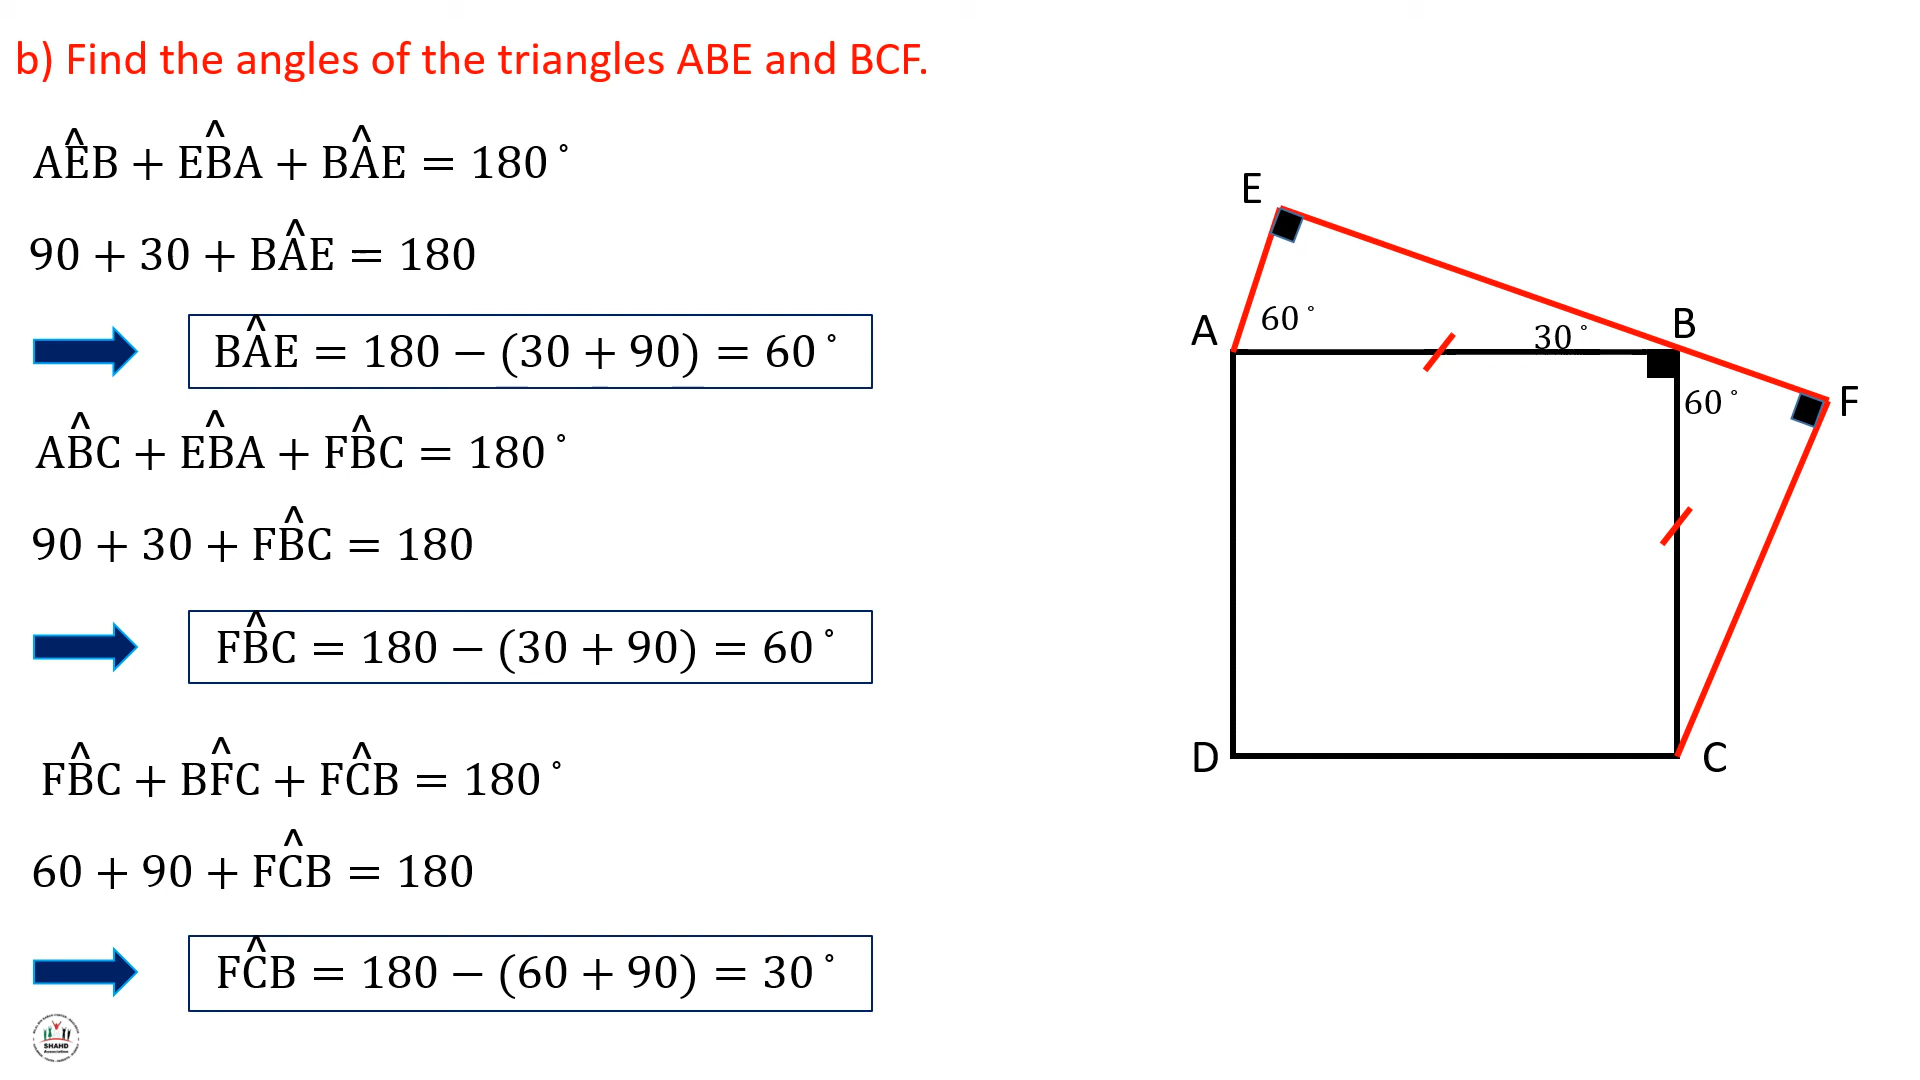 b) Find the angles of the triangles ABE and BCF.
AÊB + EB̂A + BÂE = 180°
90 + 30 + BÂE = 180
BÂE = 180 − (30 + 90) = 60°
AB̂C + EB̂A + FB̂C = 180°
90 + 30 + FB̂C = 180
FB̂C = 180 − (30 + 90) = 60°
FB̂C + BF̂C + FĈB = 180°
60 + 90 + FĈB = 180
FĈB = 180 − (60 + 90) = 30°
SHAHD
Association
E
A
60°
30°
B
60°
F
D
C